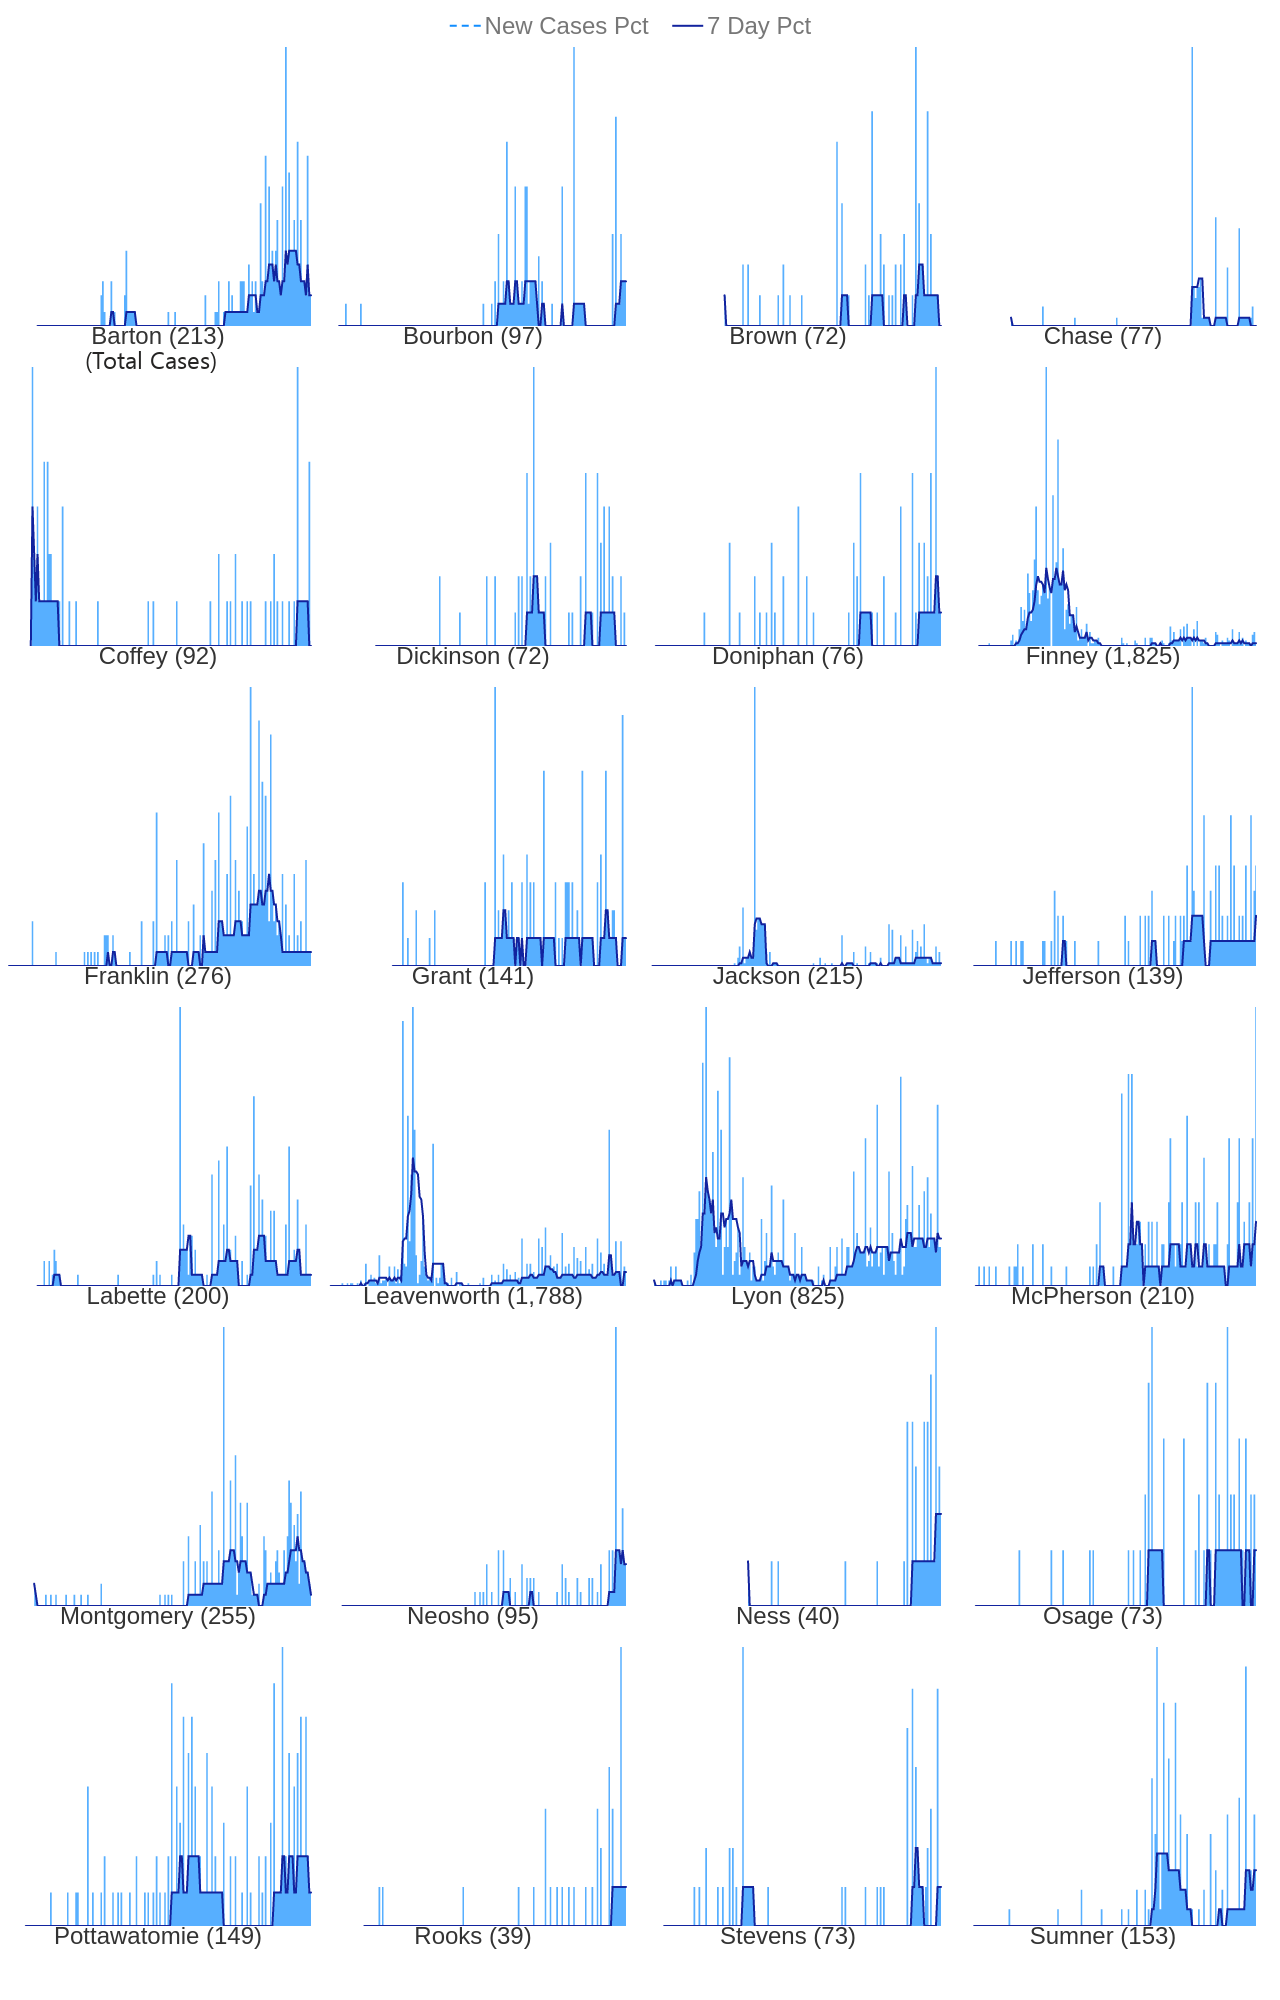 New Cases Pct 7 Day Pct
Barton (213) Bourbon (97) Brown (72) Chase (77)
(Total Cases)
Coffey (92) Dickinson (72) Doniphan (76) Finney (1,825)
Franklin (276) Grant (141) Jackson (215) Jefferson (139)
Labette (200) Leavenworth (1,788) Lyon (825) McPherson (210)
Montgomery (255) Neosho (95) Ness (40) Osage (73)
Pottawatomie (149) Rooks (39) Stevens (73) Sumner (153)